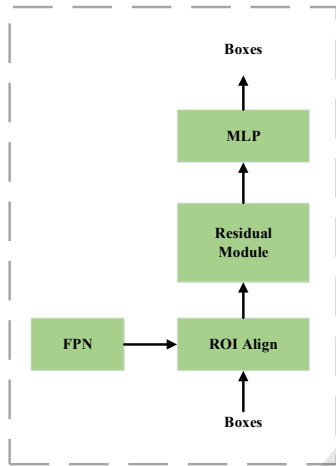 Boxes
MLP
Residual
Module
FPN
ROI Align
Boxes